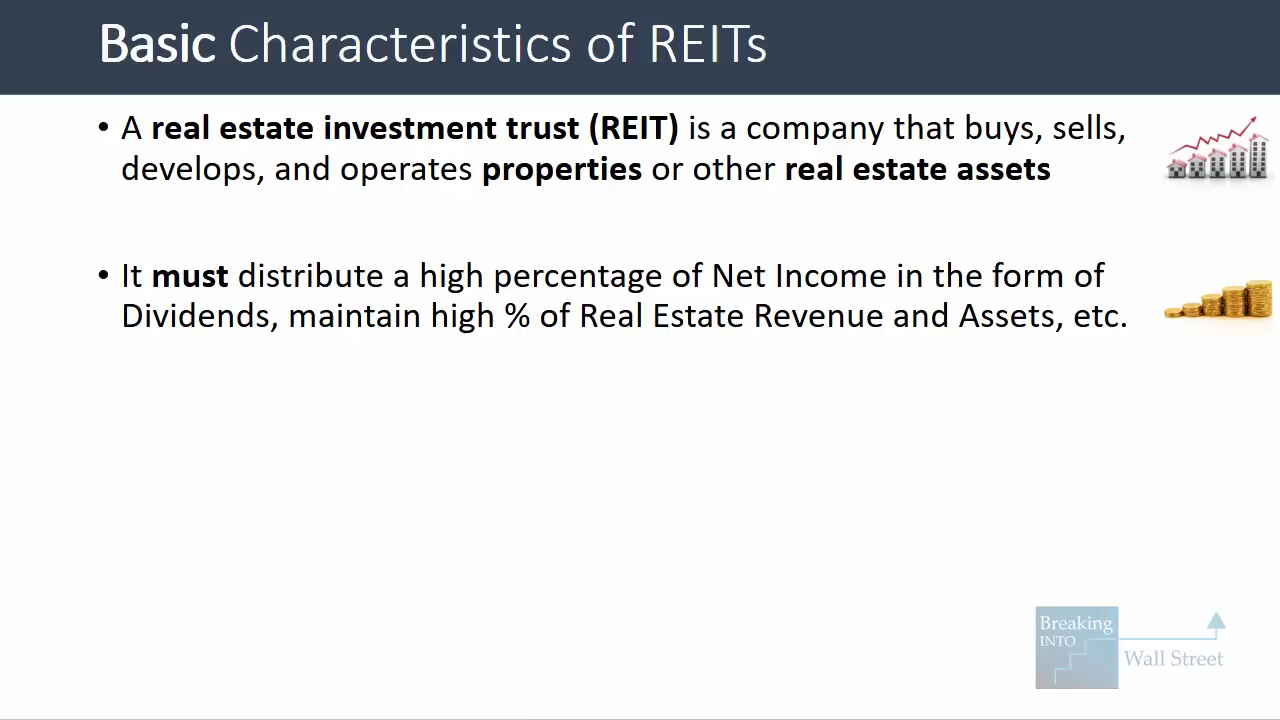 Basic Characteristics of REITs
• A real estate investment trust (REIT) is a company that buys, sells,
develops, and operates properties or other real estate assets
• It must distribute a high percentage of Net Income in the form of
Dividends, maintain high % of Real Estate Revenue and Assets, etc.
Breaking
INTO
Wall Street